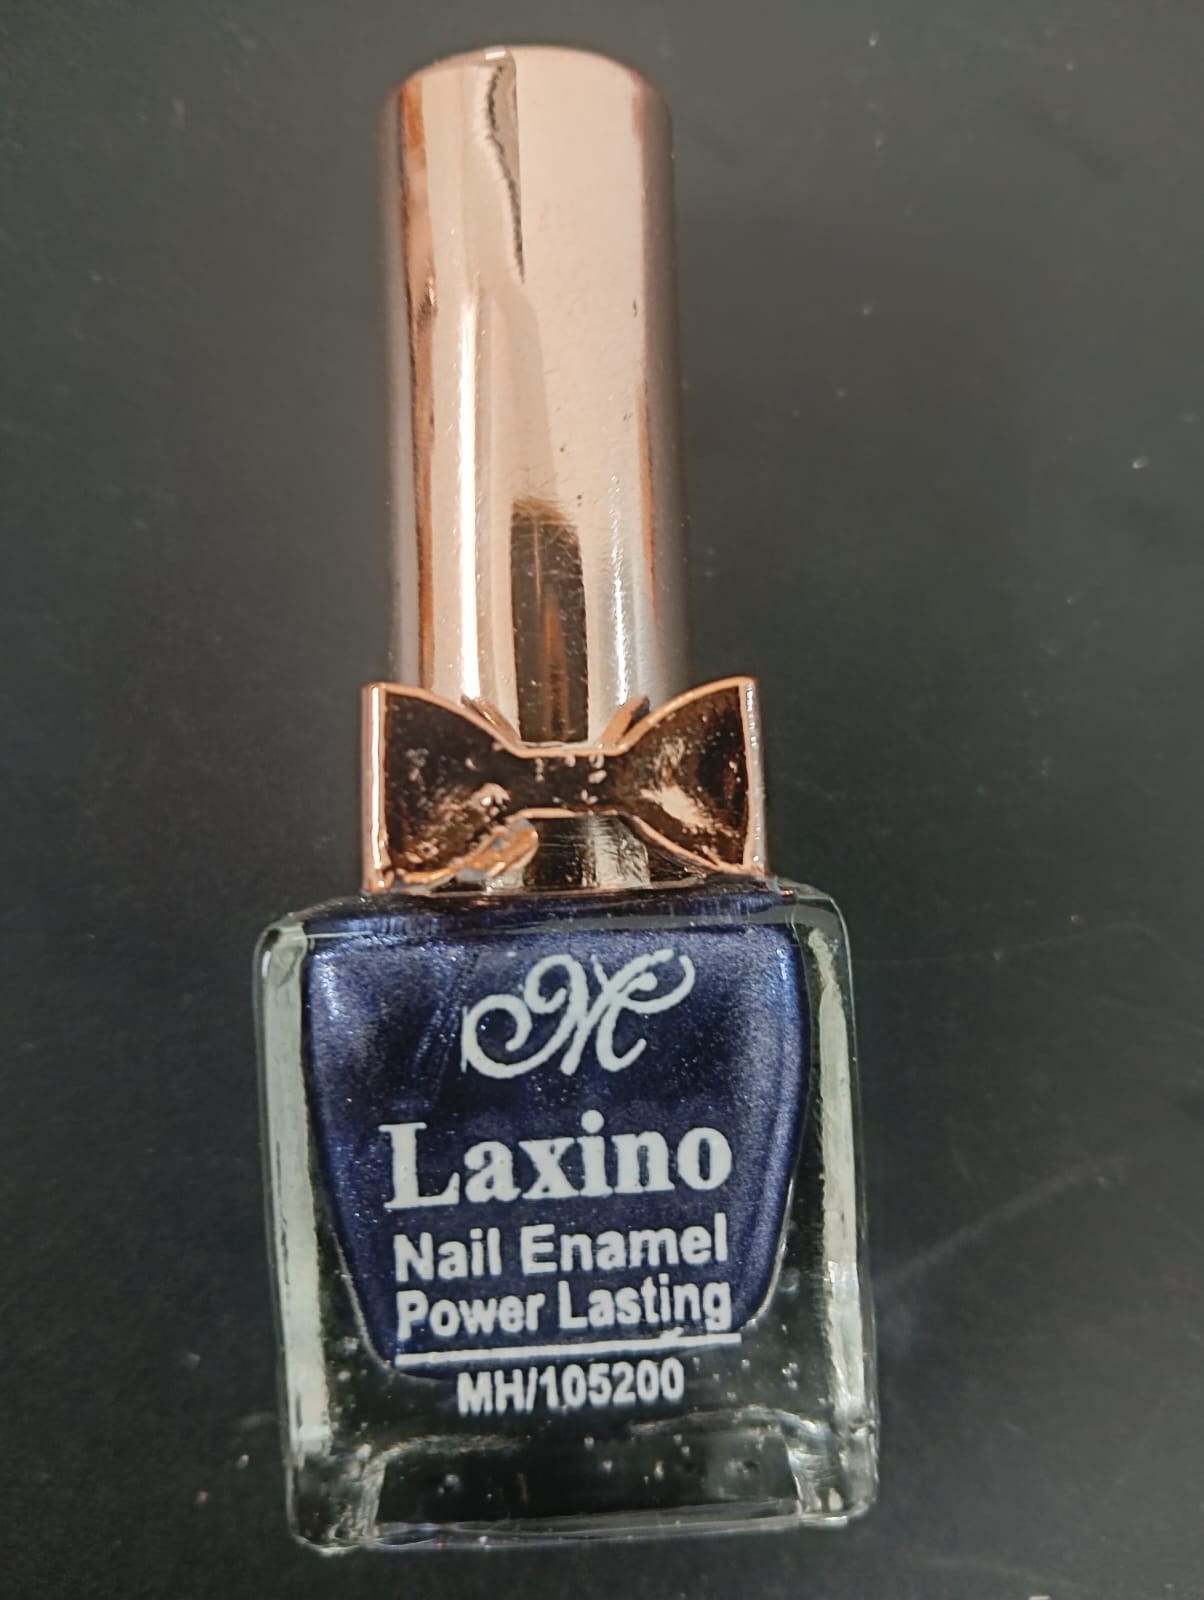 M
Laxino
Nail Enamel
Power Lasting
MH/105200